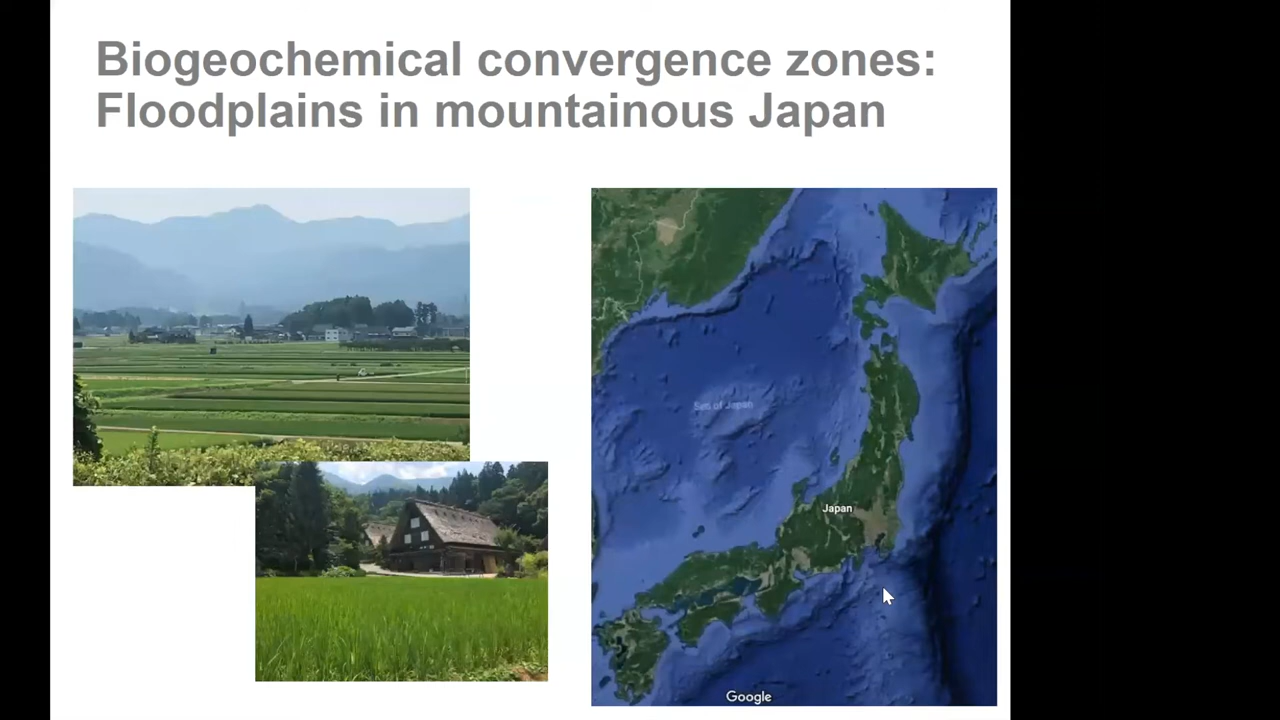 Biogeochemical convergence zones:
Floodplains in mountainous Japan
Sea of Japan
Japan
Google